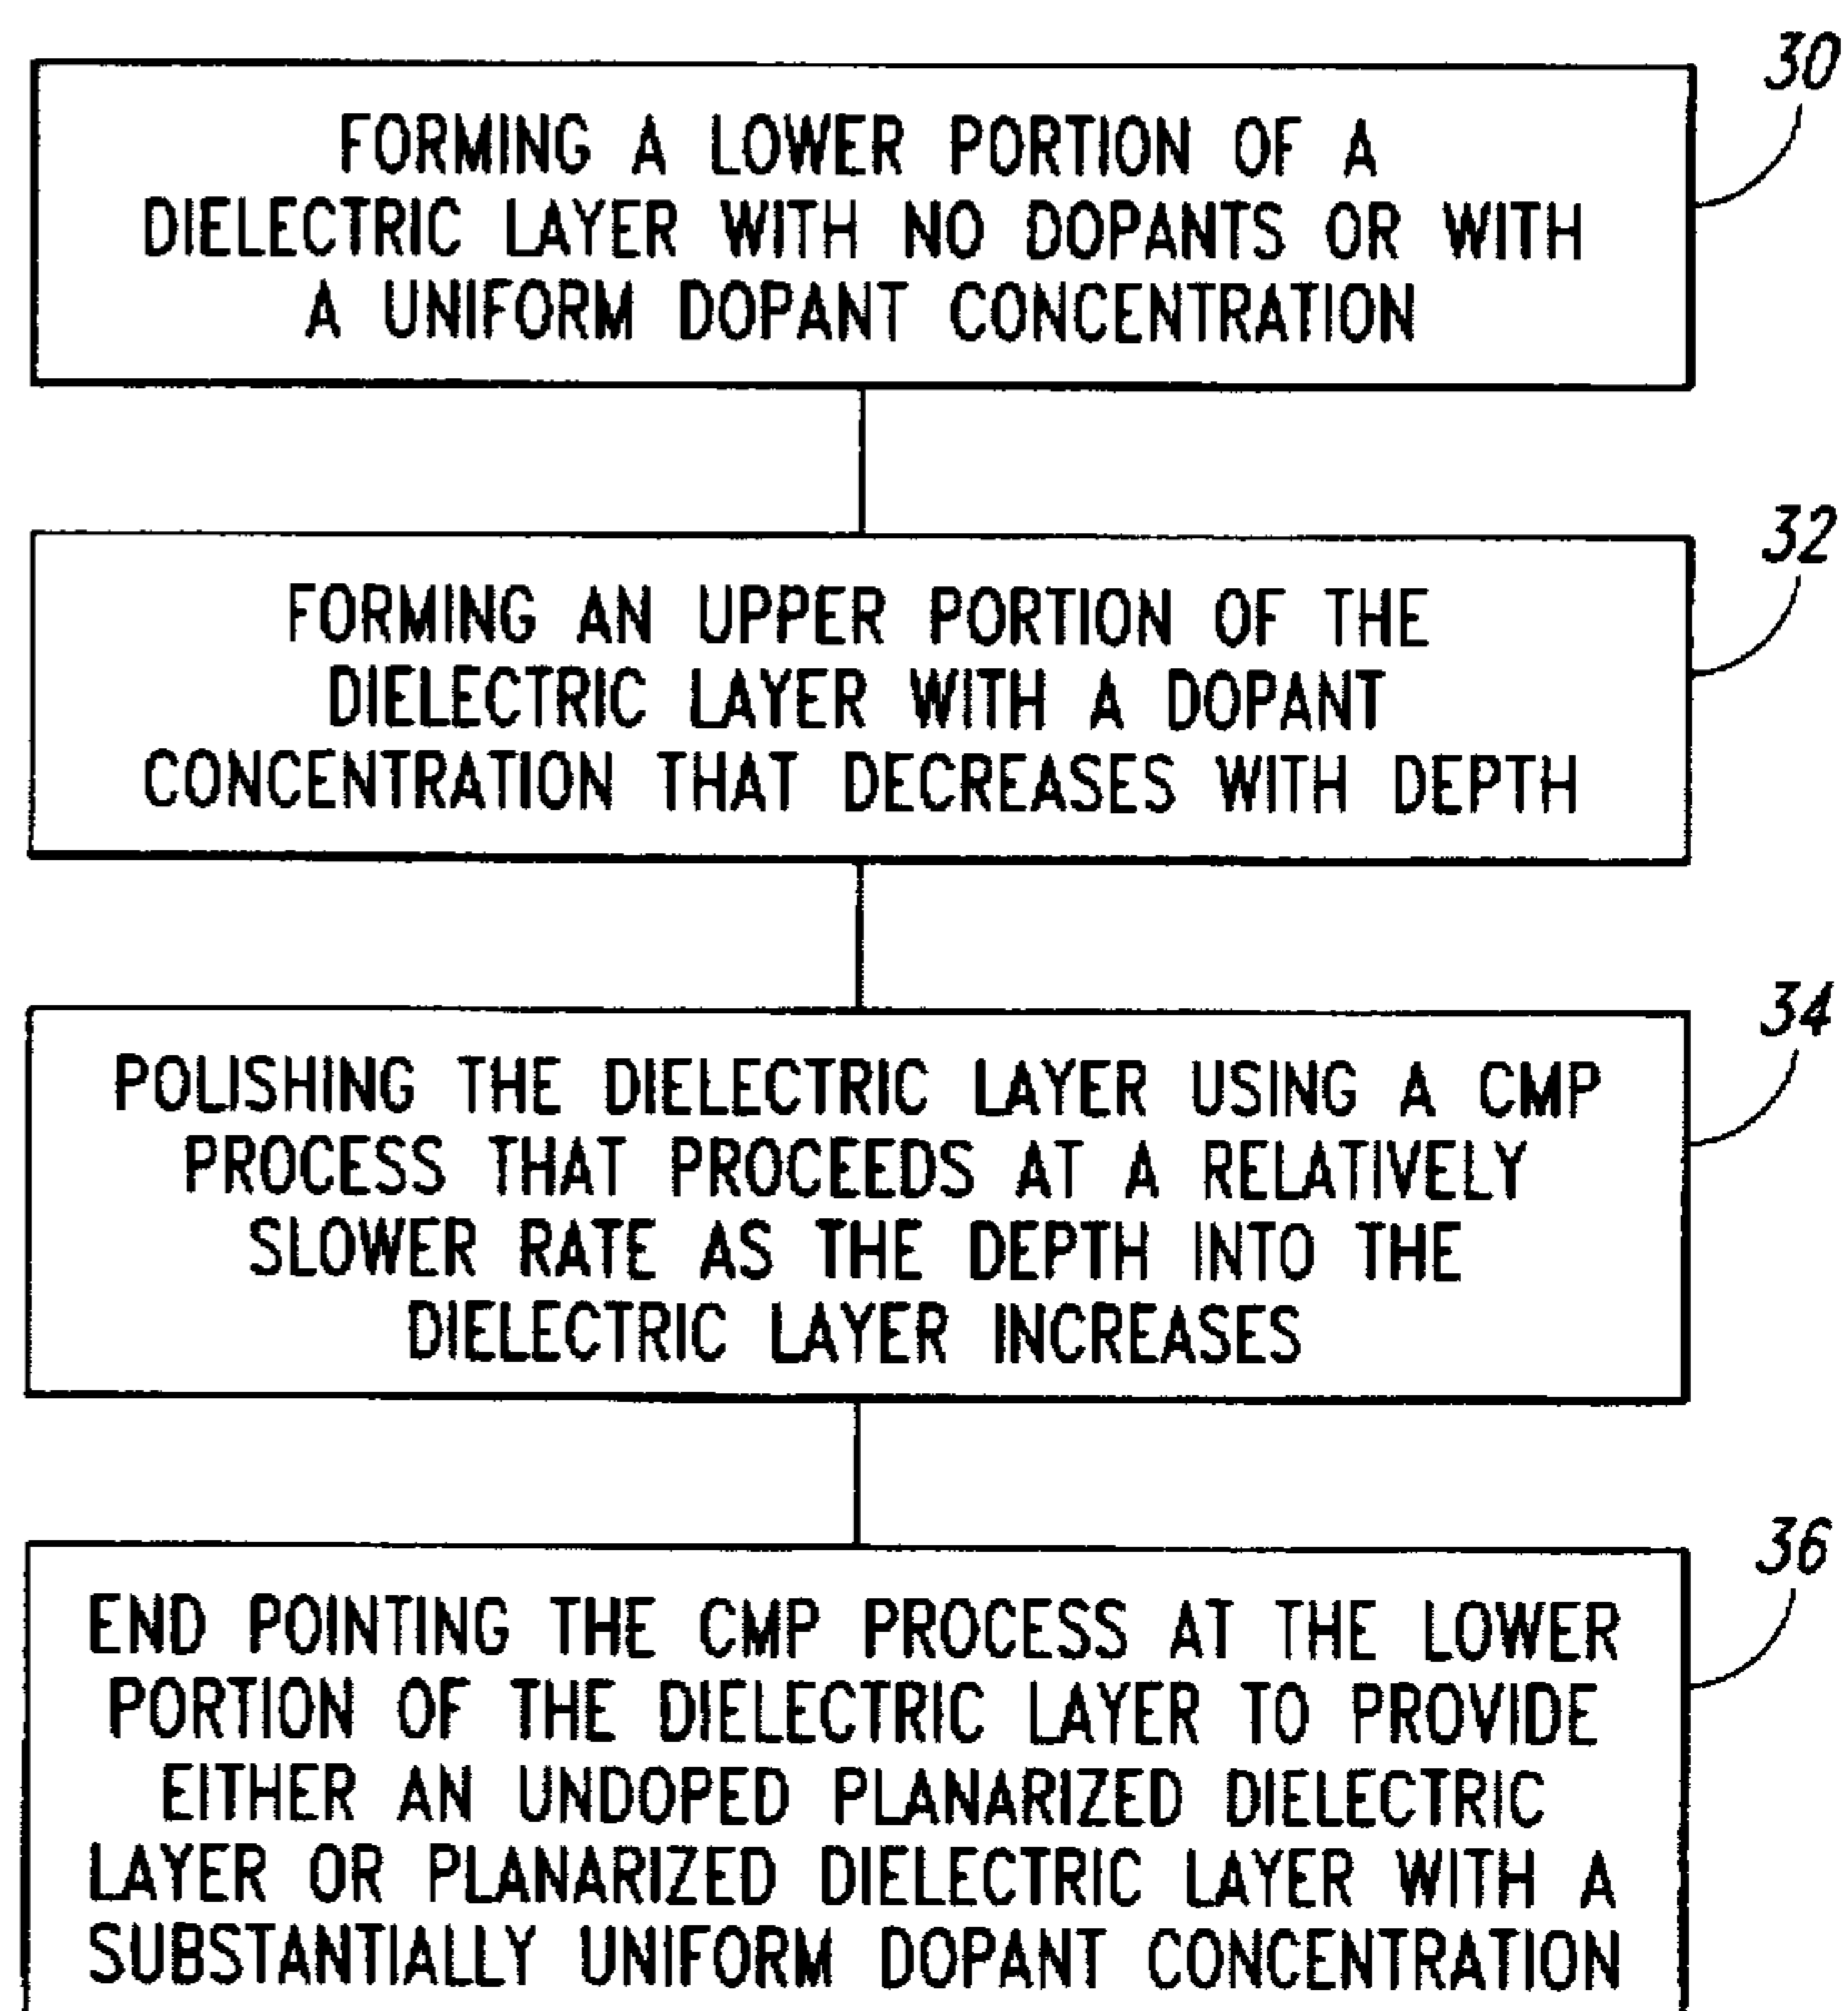 30
FORMING A LOWER PORTION OF A
DIELECTRIC LAYER WITH NO DOPANTS OR WITH
A UNIFORM DOPANT CONCENTRATION
32
FORMING AN UPPER PORTION OF THE
DIELECTRIC LAYER WITH A DOPANT
CONCENTRATION THAT DECREASES WITH DEPTH
34
POLISHING THE DIELECTRIC LAYER USING A CMP
PROCESS THAT PROCEEDS AT A RELATIVELY
SLOWER RATE AS THE DEPTH INTO THE
DIELECTRIC LAYER INCREASES
36
END POINTING THE CMP PROCESS AT THE LOWER
PORTION OF THE DIELECTRIC LAYER TO PROVIDE
EITHER AN UNDOPED PLANARIZED DIELECTRIC
LAYER OR PLANARIZED DIELECTRIC LAYER WITH A
SUBSTANTIALLY UNIFORM DOPANT CONCENTRATION